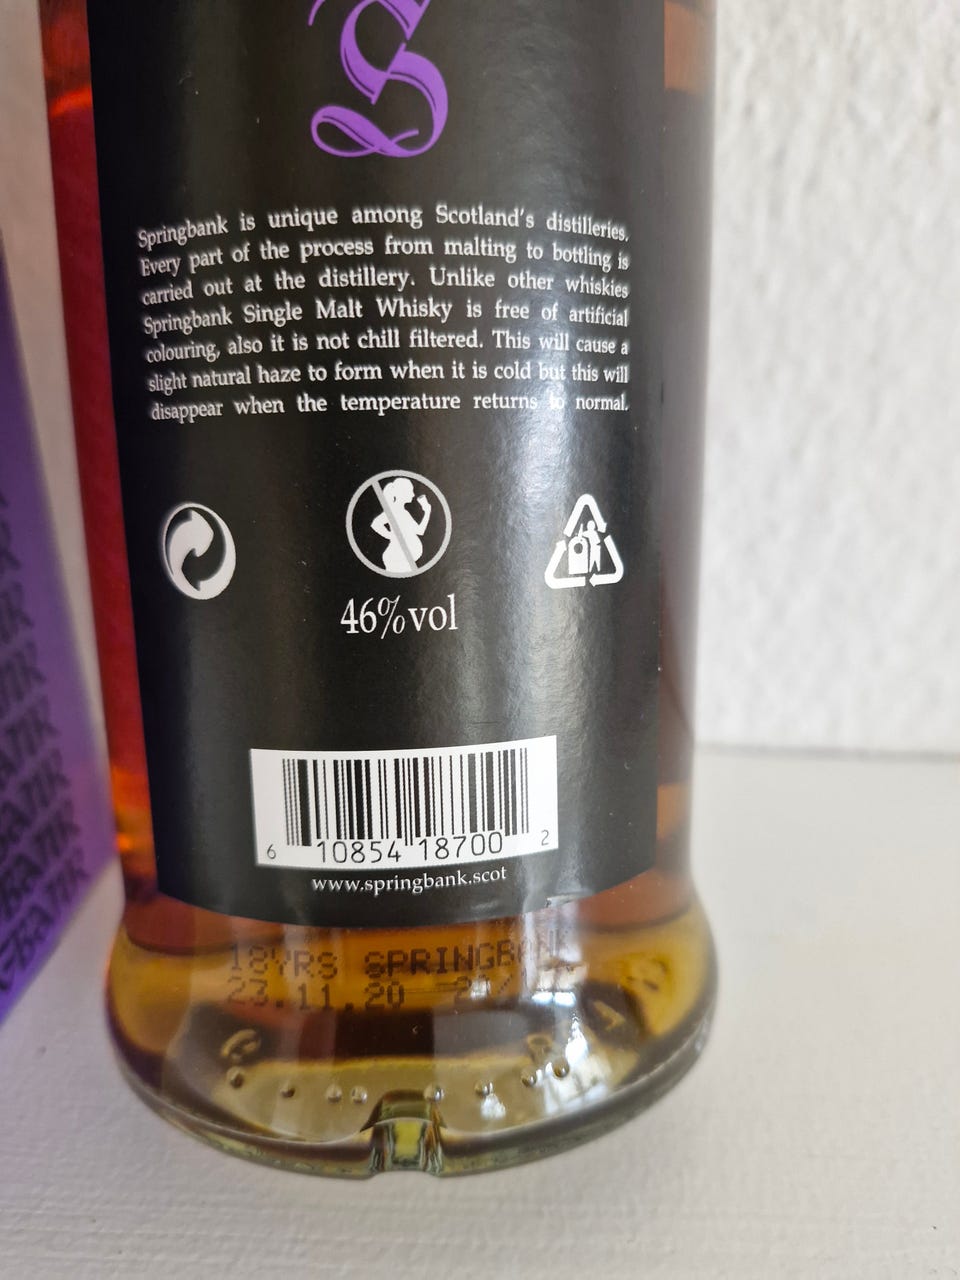 S
Springbank is unique among Scotland's distilleries.
Every part of the process from malting to bottling is
carried out at the distillery. Unlike other whiskies
Springbank Single Malt Whisky is free of artificial
colouring, also it is not chill filtered. This will cause a
slight natural haze to form when it is cold but this will
disappear when the temperature returns to normal.
46%vol
6 10854 18700 2
www.springbank.scot
18YRS SPRINGBANK
23.11.20